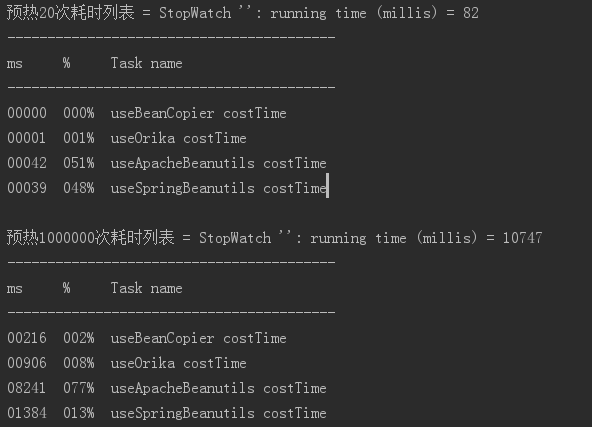 预热20次耗时列表 = StopWatch '': running time (millis) = 82
-----------------------------------------
ms     %     Task name
-----------------------------------------
00000  000%  useBeanCopier costTime
00001  001%  useOrika costTime
00042  051%  useApacheBeanutils costTime
00039  048%  useSpringBeanutils costTime
预热1000000次耗时列表 = StopWatch '': running time (millis) = 10747
-----------------------------------------
ms     %     Task name
-----------------------------------------
00216  002%  useBeanCopier costTime
00906  008%  useOrika costTime
08241  077%  useApacheBeanutils costTime
01384  013%  useSpringBeanutils costTime